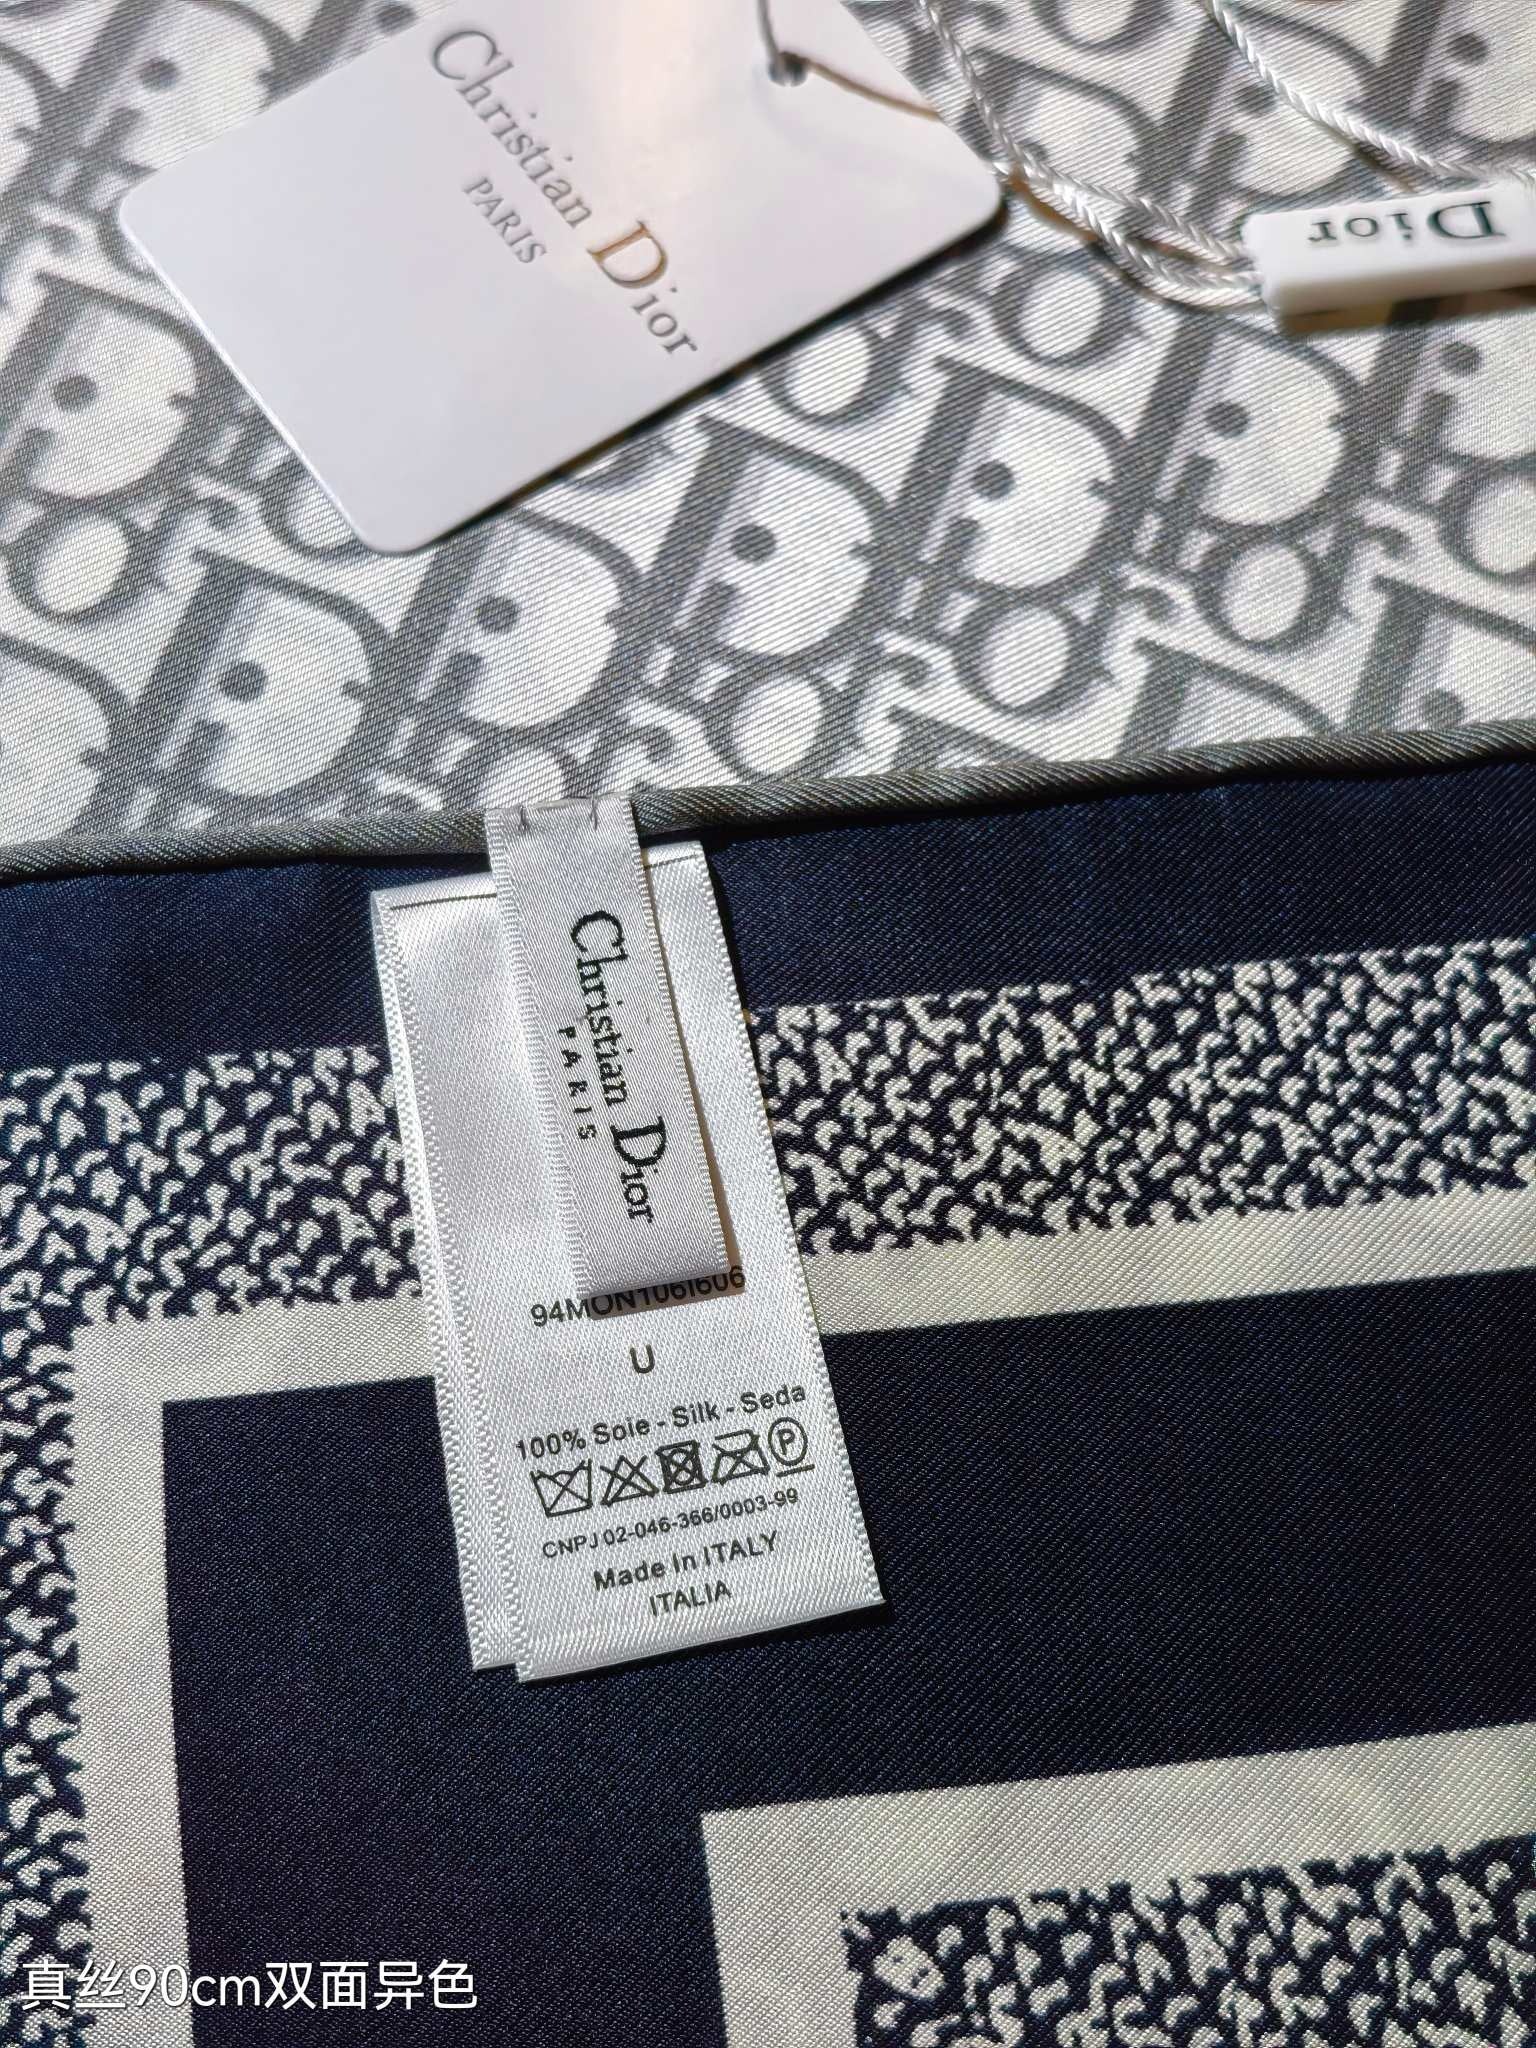 Christian Dior
PARIS
Dior
Christian Dior
PARIS
94MON106I606
U
100% Soie - Silk - Seda
P
CNPJ 02-046-366/0003-99
Made In ITALY
ITALIA
真丝90cm双面异色